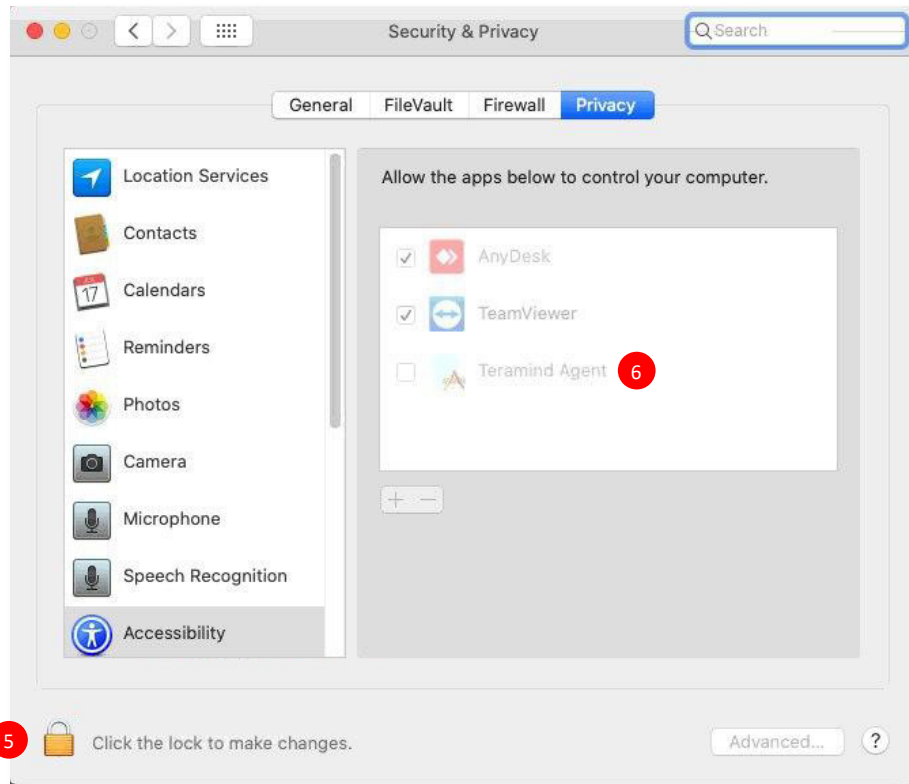 Security & Privacy
Search
General FileVault Firewall Privacy
Location Services
Contacts
17
Calendars
Reminders
Photos
Camera
Microphone
Speech Recognition
Accessibility
Allow the apps below to control your computer.
AnyDesk
TeamViewer
Teramind Agent 6
+ −
5 Click the lock to make changes.
Advanced... ?